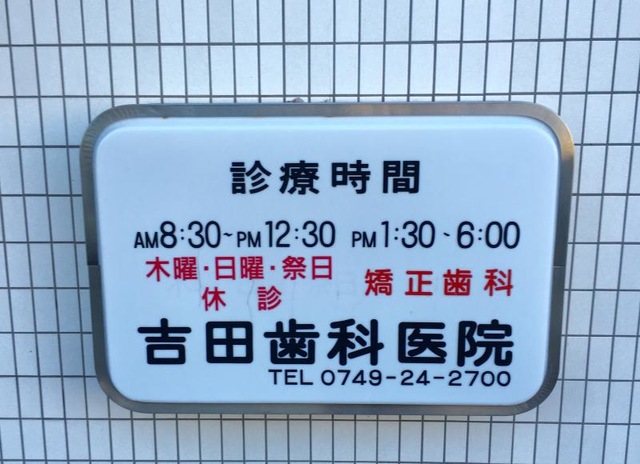 診療時間
AM8:30~PM12:30 PM1:30~6:00
木曜・日曜・祭日
休診
矯正歯科
吉田歯科医院
TEL 0749-24-2700